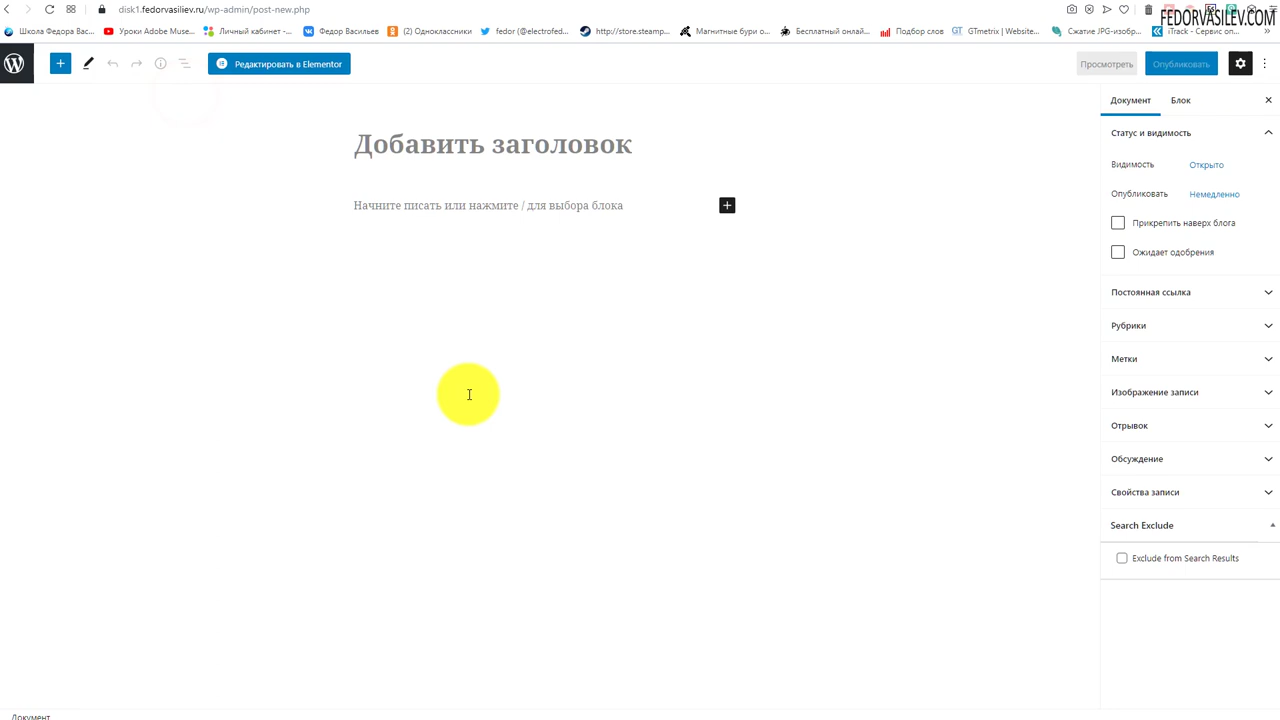 disk1.fedorvasiliev.ru/wp-admin/post-new.php
FEDORVASILEV.COM
Школа Федора Вас...
Уроки Adobe Muse...
Личный кабинет -...
Федор Васильев
(2) Одноклассники
fedor (@electrofed...
http://store.steamp...
Магнитные бури о...
Бесплатный онлай...
Подбор слов
GT
GTmetrix | Website...
Сжатие JPG-изобр...
iTrack - Сервис оп...
Редактировать в Elementor
Просмотреть
Опубликовать
Документ
Блок
Добавить заголовок
Начните писать или нажмите / для выбора блока
Статус и видимость
Видимость
Открыто
Опубликовать
Немедленно
Прикрепить наверх блога
Ожидает одобрения
Постоянная ссылка
Рубрики
Метки
Изображение записи
Отрывок
Обсуждение
Свойства записи
Search Exclude
Exclude from Search Results
Документ